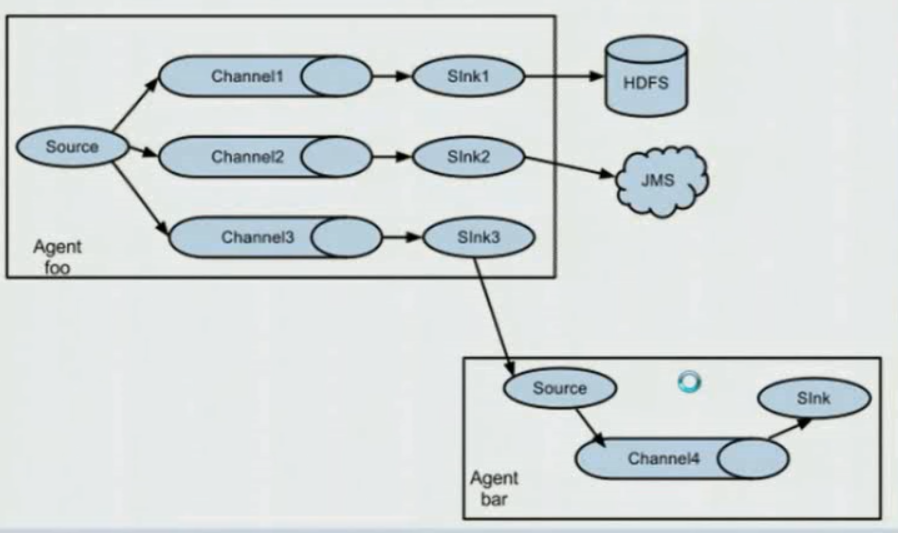 Channel1
SInk1
HDFS
Source
Channel2
SInk2
JMS
Channel3
SInk3
Agent
foo
Source
SInk
Channel4
Agent
bar